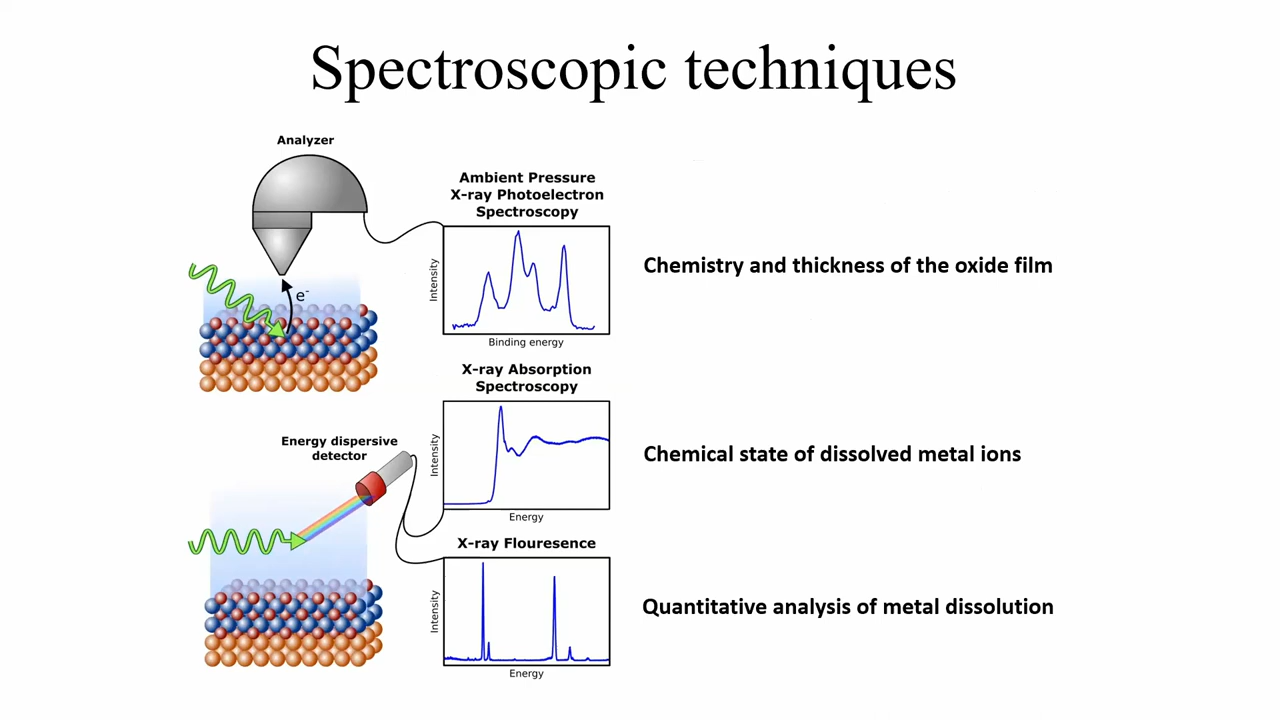 Spectroscopic techniques
Analyzer
Ambient Pressure
X-ray Photoelectron
Spectroscopy
Intensity
e-
Binding energy
Chemistry and thickness of the oxide film
X-ray Absorption
Spectroscopy
Energy dispersive
detector
Intensity
Energy
Chemical state of dissolved metal ions
X-ray Flouresence
Intensity
Energy
Quantitative analysis of metal dissolution